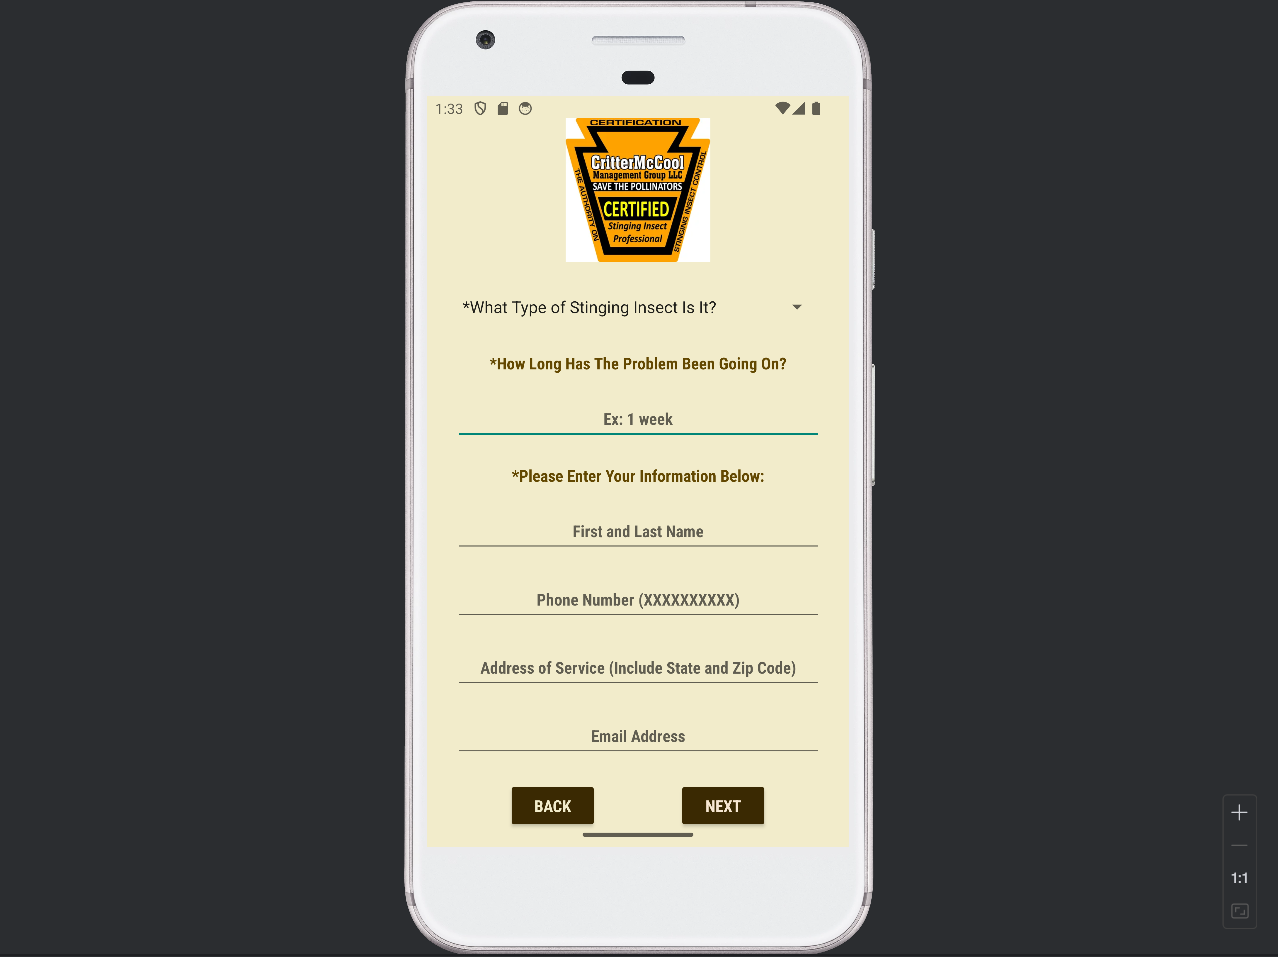 1:33
CERTIFICATION
CritterMcCool
Management Group LLC
SAVE THE POLLINATORS
CERTIFIED
Stinging Insect
Professional
THE AUTHORITY ON
STINGING INSECT CONTROL
*What Type of Stinging Insect Is It?
*How Long Has The Problem Been Going On?
Ex: 1 week
*Please Enter Your Information Below:
First and Last Name
Phone Number (XXXXXXXXXX)
Address of Service (Include State and Zip Code)
Email Address
BACK NEXT
1:1